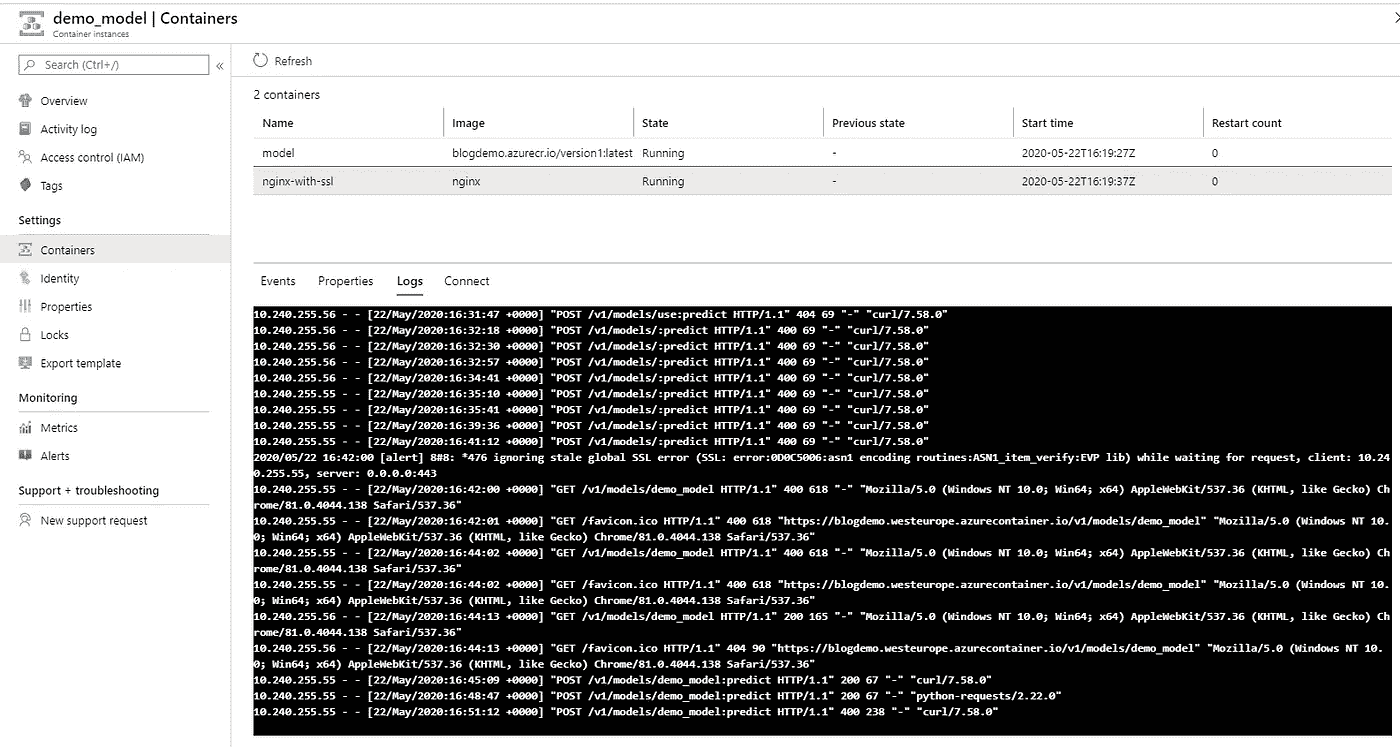 demo_model | Containers
Container instances
Search (Ctrl+/)
«
Refresh
Overview
Activity log
Access control (IAM)
Tags
Settings
Containers
Identity
Properties
Locks
Export template
Monitoring
Metrics
Alerts
Support + troubleshooting
New support request
2 containers
Name Image State Previous state Start time Restart count
model blogdemo.azurecr.io/version1:latest Running - 2020-05-22T16:19:27Z 0
nginx-with-ssl nginx Running - 2020-05-22T16:19:37Z 0
Events Properties Logs Connect
10.240.255.56 - - [22/May/2020:16:31:47 +0000] "POST /v1/models/use:predict HTTP/1.1" 404 69 "-" "curl/7.58.0"
10.240.255.56 - - [22/May/2020:16:32:18 +0000] "POST /v1/models/:predict HTTP/1.1" 400 69 "-" "curl/7.58.0"
10.240.255.56 - - [22/May/2020:16:32:30 +0000] "POST /v1/models/:predict HTTP/1.1" 400 69 "-" "curl/7.58.0"
10.240.255.56 - - [22/May/2020:16:32:57 +0000] "POST /v1/models/:predict HTTP/1.1" 400 69 "-" "curl/7.58.0"
10.240.255.56 - - [22/May/2020:16:34:41 +0000] "POST /v1/models/:predict HTTP/1.1" 400 69 "-" "curl/7.58.0"
10.240.255.56 - - [22/May/2020:16:35:10 +0000] "POST /v1/models/:predict HTTP/1.1" 400 69 "-" "curl/7.58.0"
10.240.255.56 - - [22/May/2020:16:35:41 +0000] "POST /v1/models/:predict HTTP/1.1" 400 69 "-" "curl/7.58.0"
10.240.255.56 - - [22/May/2020:16:39:36 +0000] "POST /v1/models/:predict HTTP/1.1" 400 69 "-" "curl/7.58.0"
10.240.255.56 - - [22/May/2020:16:41:12 +0000] "POST /v1/models/:predict HTTP/1.1" 400 69 "-" "curl/7.58.0"
2020/05/22 16:42:00 [alert] 8#8: *476 ignoring stale global SSL error (SSL: error:0D0C5006:asn1 encoding routines:ASN1_item_verify:EVP lib) while waiting for request, client: 10.24
0.255.55, server: 0.0.0.0:443
10.240.255.55 - - [22/May/2020:16:42:00 +0000] "GET /v1/models/demo_model HTTP/1.1" 400 618 "-" "Mozilla/5.0 (Windows NT 10.0; Win64; x64) AppleWebKit/537.36 (KHTML, like Gecko) Ch
rome/81.0.4044.138 Safari/537.36"
10.240.255.56 - - [22/May/2020:16:42:01 +0000] "GET /favicon.ico HTTP/1.1" 400 618 "https://blogdemo.westeurope.azurecontainer.io/v1/models/demo_model" "Mozilla/5.0 (Windows NT 10.
0; Win64; x64) AppleWebKit/537.36 (KHTML, like Gecko) Chrome/81.0.4044.138 Safari/537.36"
10.240.255.56 - - [22/May/2020:16:44:02 +0000] "GET /v1/models/demo_model HTTP/1.1" 400 618 "-" "Mozilla/5.0 (Windows NT 10.0; Win64; x64) AppleWebKit/537.36 (KHTML, like Gecko) Ch
rome/81.0.4044.138 Safari/537.36"
10.240.255.55 - - [22/May/2020:16:44:02 +0000] "GET /favicon.ico HTTP/1.1" 400 618 "https://blogdemo.westeurope.azurecontainer.io/v1/models/demo_model" "Mozilla/5.0 (Windows NT 10.
0; Win64; x64) AppleWebKit/537.36 (KHTML, like Gecko) Chrome/81.0.4044.138 Safari/537.36"
10.240.255.56 - - [22/May/2020:16:44:13 +0000] "GET /v1/models/demo_model HTTP/1.1" 200 165 "-" "Mozilla/5.0 (Windows NT 10.0; Win64; x64) AppleWebKit/537.36 (KHTML, like Gecko) Ch
rome/81.0.4044.138 Safari/537.36"
10.240.255.56 - - [22/May/2020:16:44:13 +0000] "GET /favicon.ico HTTP/1.1" 404 90 "https://blogdemo.westeurope.azurecontainer.io/v1/models/demo_model" "Mozilla/5.0 (Windows NT 10.
0; Win64; x64) AppleWebKit/537.36 (KHTML, like Gecko) Chrome/81.0.4044.138 Safari/537.36"
10.240.255.55 - - [22/May/2020:16:45:09 +0000] "POST /v1/models/demo_model:predict HTTP/1.1" 200 67 "-" "curl/7.58.0"
10.240.255.55 - - [22/May/2020:16:48:47 +0000] "POST /v1/models/demo_model:predict HTTP/1.1" 200 67 "-" "python-requests/2.22.0"
10.240.255.55 - - [22/May/2020:16:51:12 +0000] "POST /v1/models/demo_model:predict HTTP/1.1" 400 238 "-" "curl/7.58.0"